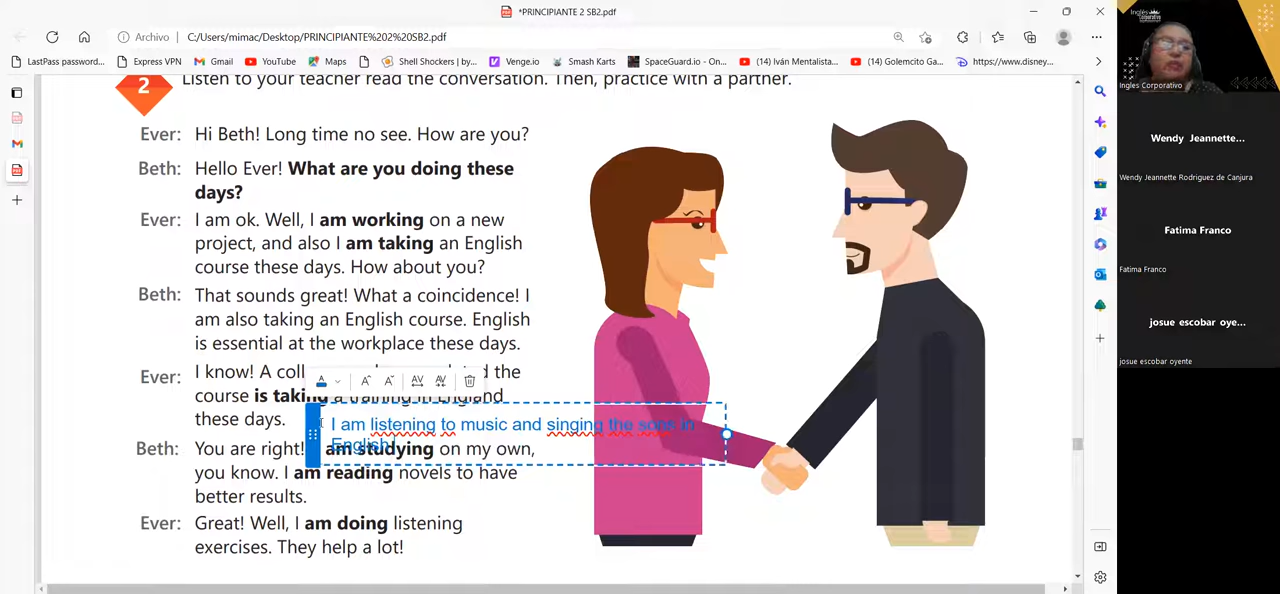 *PRINCIPIANTE 2 SB2.pdf
Archivo C:/Users/mimac/Desktop/PRINCIPIANTE%202%20SB2.pdf
LastPass password... Express VPN Gmail YouTube Maps PDF Shell Shockers | by... Venge.io Smash Karts SpaceGuard.io - On... (14) Iván Mentalista... (14) Golemcito Ga... https://www.disney...
2 Listen to your teacher read the conversation. Then, practice with a partner.
Ever: Hi Beth! Long time no see. How are you?
Beth: Hello Ever! What are you doing these
days?
Ever: I am ok. Well, I am working on a new
project, and also I am taking an English
course these days. How about you?
Beth: That sounds great! What a coincidence! I
am also taking an English course. English
is essential at the workplace these days.
Ever: I know! A the
course is taking a training in England
these days.
I am listening to music and singing the sons in
English
Beth: You are right! I am studying on my own,
you know. I am reading novels to have
better results.
Ever: Great! Well, I am doing listening
exercises. They help a lot!
Inglés
Corporativo
Ingles Corporativo
Wendy Jeannette...
Wendy Jeannette Rodriguez de Canjura
Fatima Franco
Fatima Franco
josue escobar oye...
josue escobar oyente